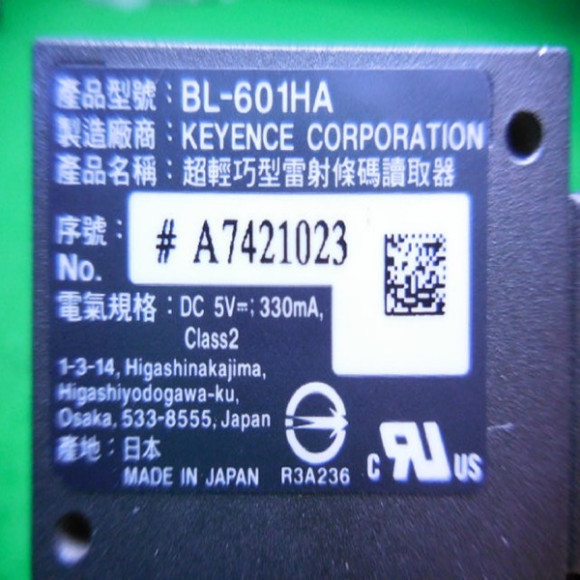 產品型號：BL-601HA
製造廠商：KEYENCE CORPORATION
產品名稱：超輕巧型雷射條碼讀取器
序號：
No.
# A7421023
電氣規格：DC 5V⎓; 330mA,
Class2
1-3-14, Higashinakajima,
Higashiyodogawa-ku,
Osaka, 533-8555, Japan
產地：日本
MADE IN JAPAN
R3A236
C RU US